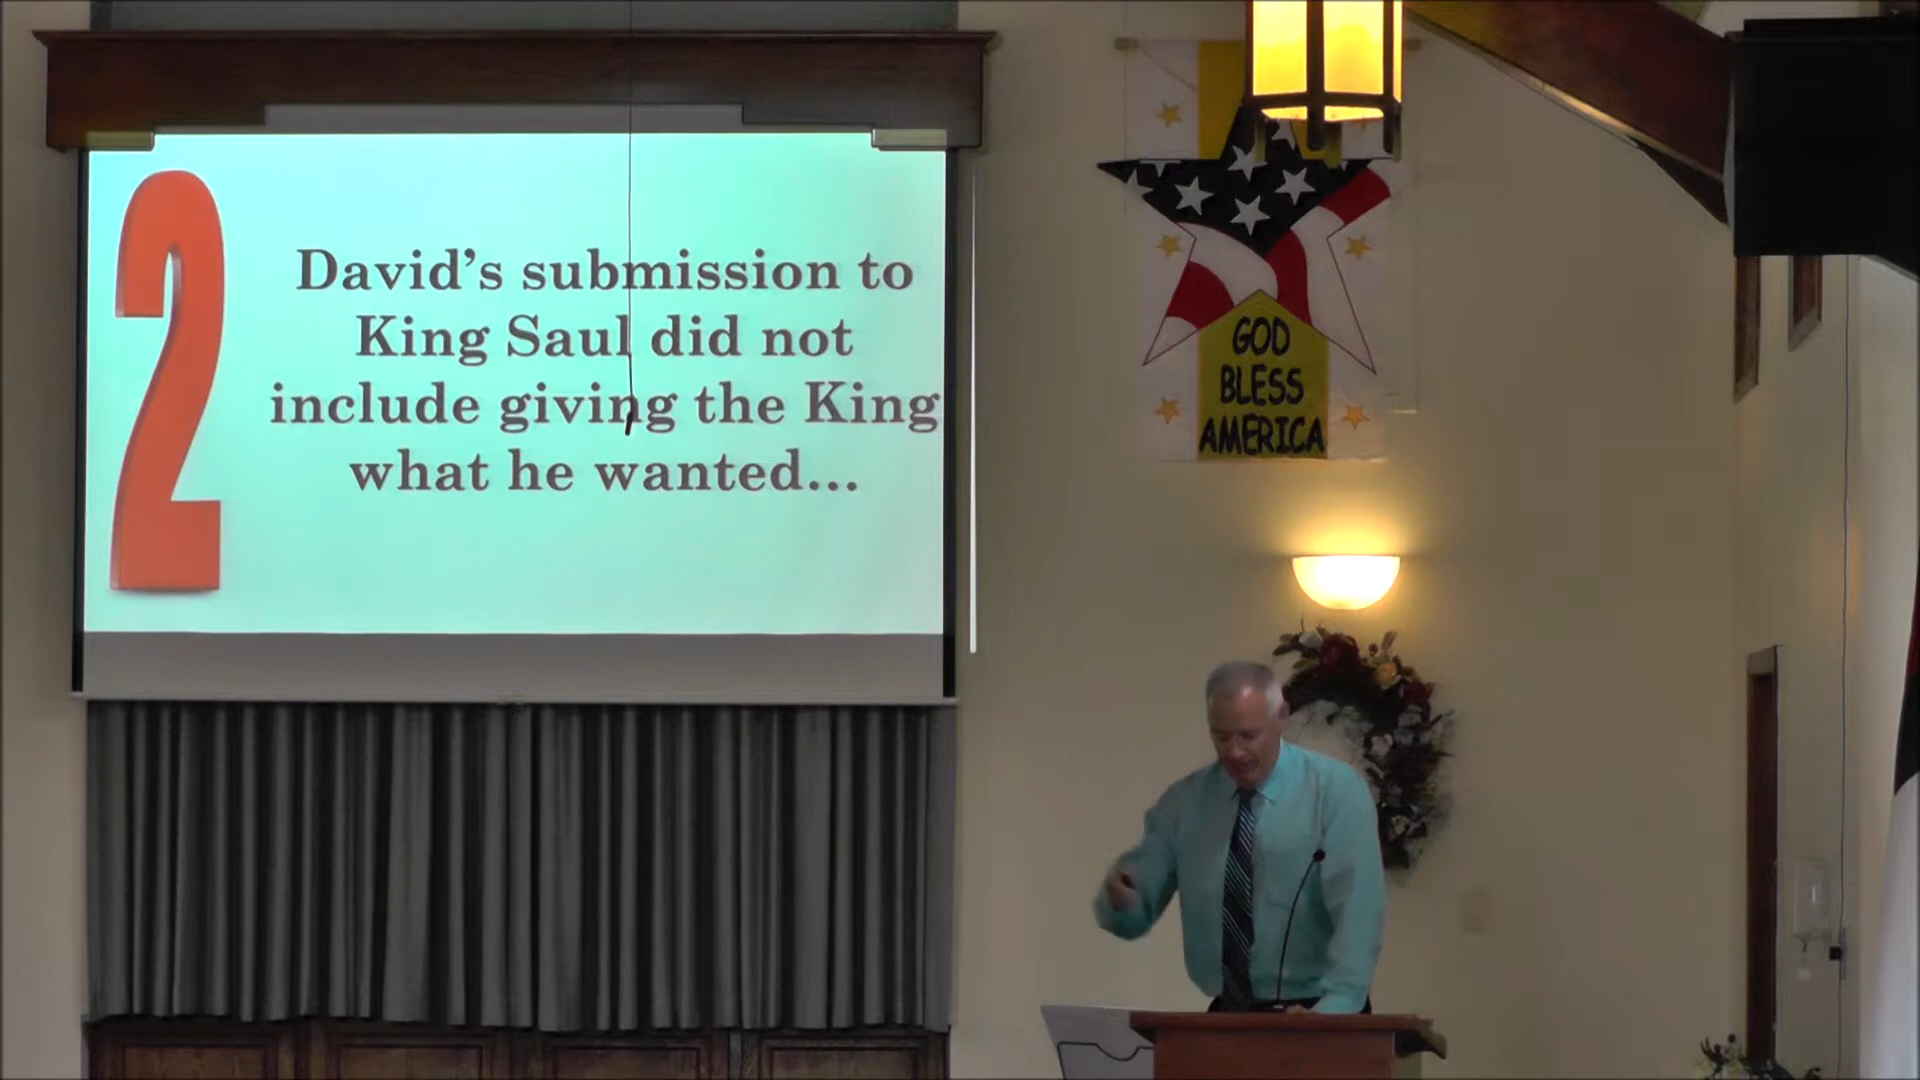 2
David’s submission to
King Saul did not
include giving the King
what he wanted...
GOD
BLESS
AMERICA